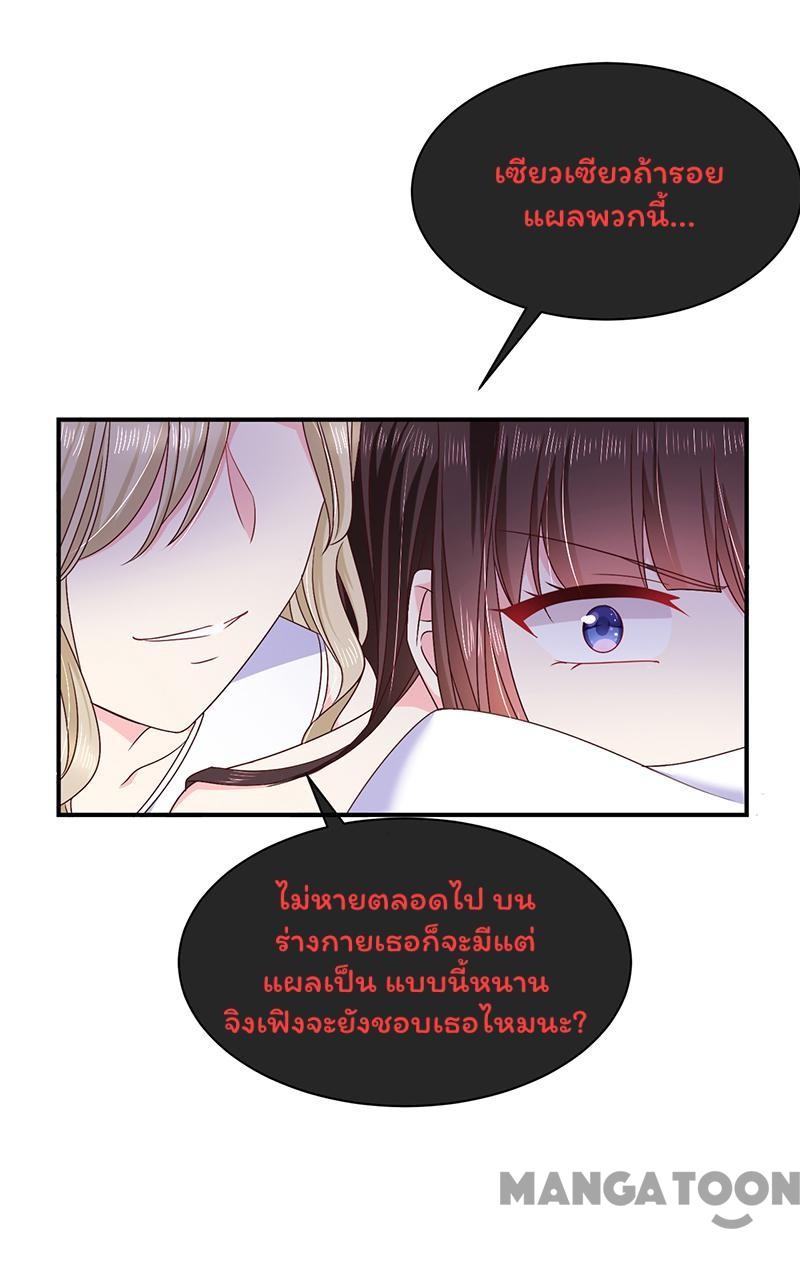 เซียวเซียวถ้ารอย
แผลพวกนี้...
ไม่หายตลอดไป บน
ร่างกายเธอก็จะมีแต่
แผลเป็น แบบนี้หนาน
จิงเฟิงจะยังชอบเธอไหมนะ?
MANGATOON